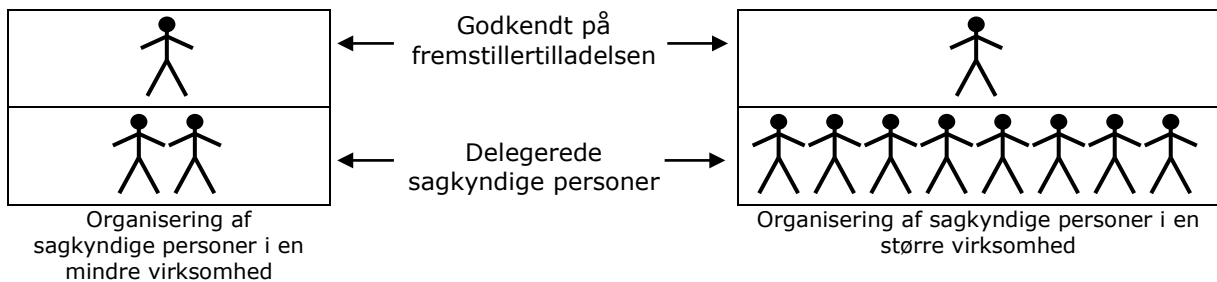 Godkendt på
fremstillertilladelsen
Delegerede
sagkyndige personer
Organisering af
sagkyndige personer i en
mindre virksomhed
Organisering af sagkyndige personer i en
større virksomhed